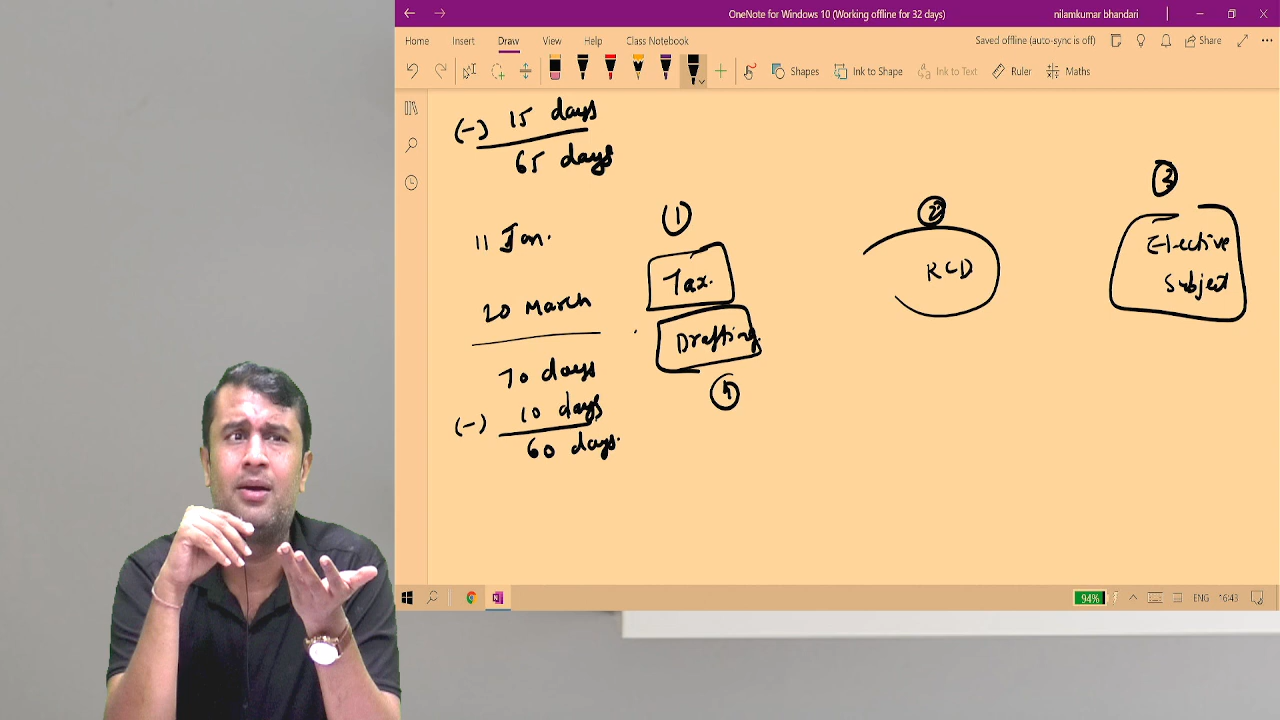 OneNote for Windows 10 (Working offline for 32 days)
nilamkumar bhandari
Home Insert Draw View Help Class Notebook
Saved offline (auto-sync is off)
Share
Shapes
Ink to Shape
Ink to Text
Ruler
Maths
(-) 15 days
65 days
11 Jan.
20 March
70 days
(-) 10 days
60 days.
1
Tax.
Drafting.
4
2
RCD
3
Elective
Subject
94%
ENG
16:43